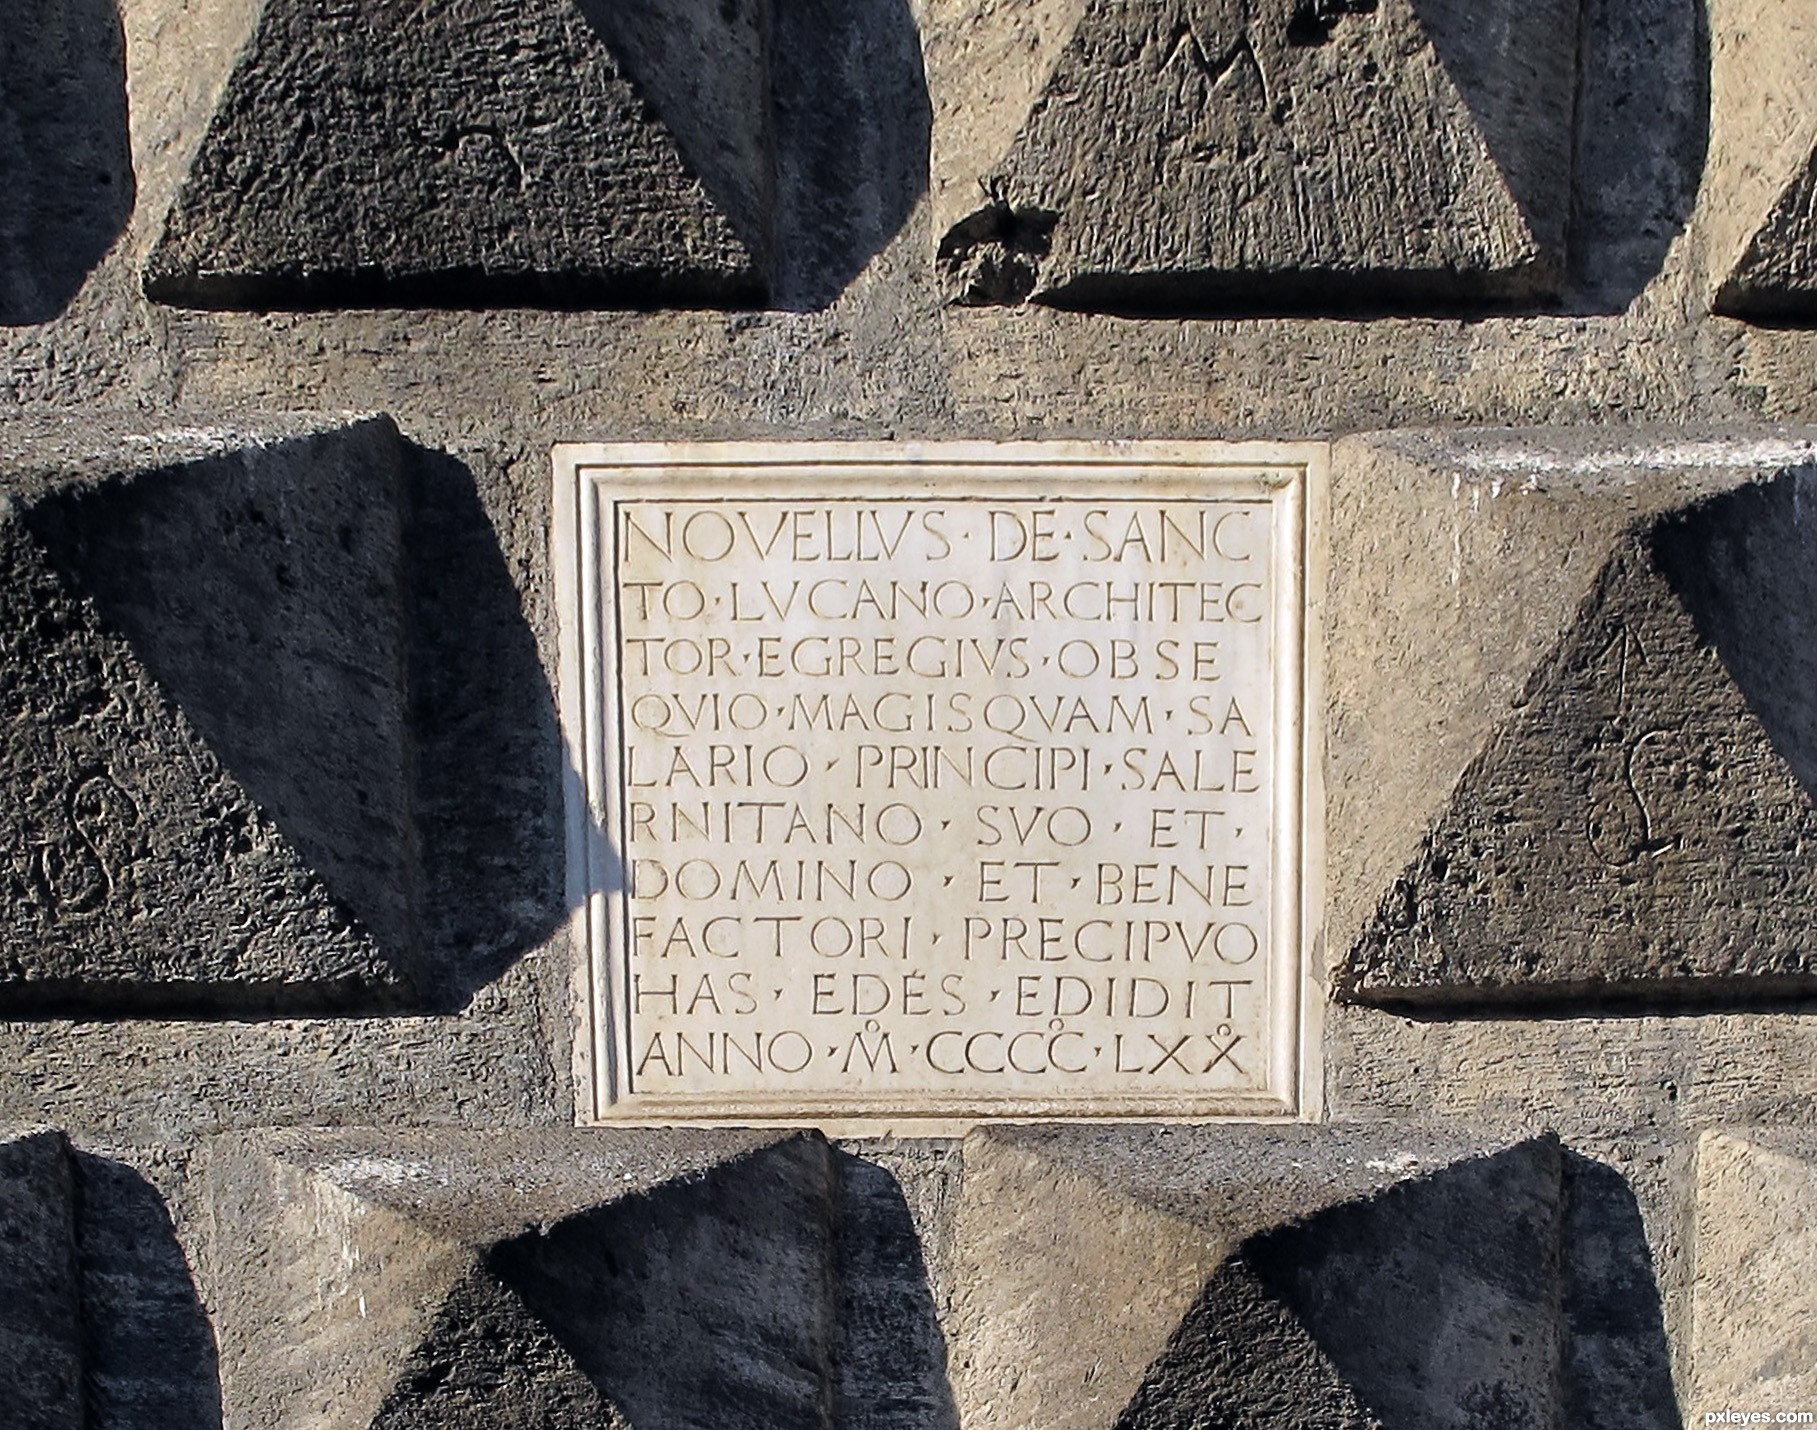 NOVELLVS · DE · SANC
TO · LVCANO · ARCHITEC
TOR · EGREGIVS · OBSE
QVIO · MAGISQVAM · SA
LARIO · PRINCIPI · SALE
RNITANO · SVO · ET ·
DOMINO · ET · BENE
FACTORI · PRECIPVO
HAS · EDES · EDIDIT
ANNO · M̊ · CCCCC̊ · LXX̊
pxleyes.com